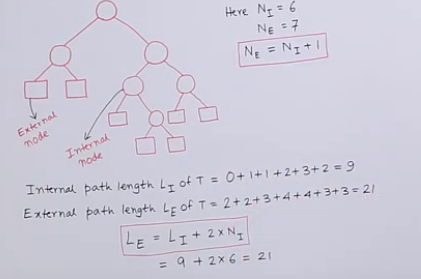 Here N_I = 6
N_E = 7
N_E = N_I + 1
External node
Internal node
Internal path length L_I of T = 0+1+1+2+3+2 = 9
External path length L_E of T = 2+2+3+4+4+3+3 = 21
L_E = L_I + 2×N_I
= 9 + 2×6 = 21